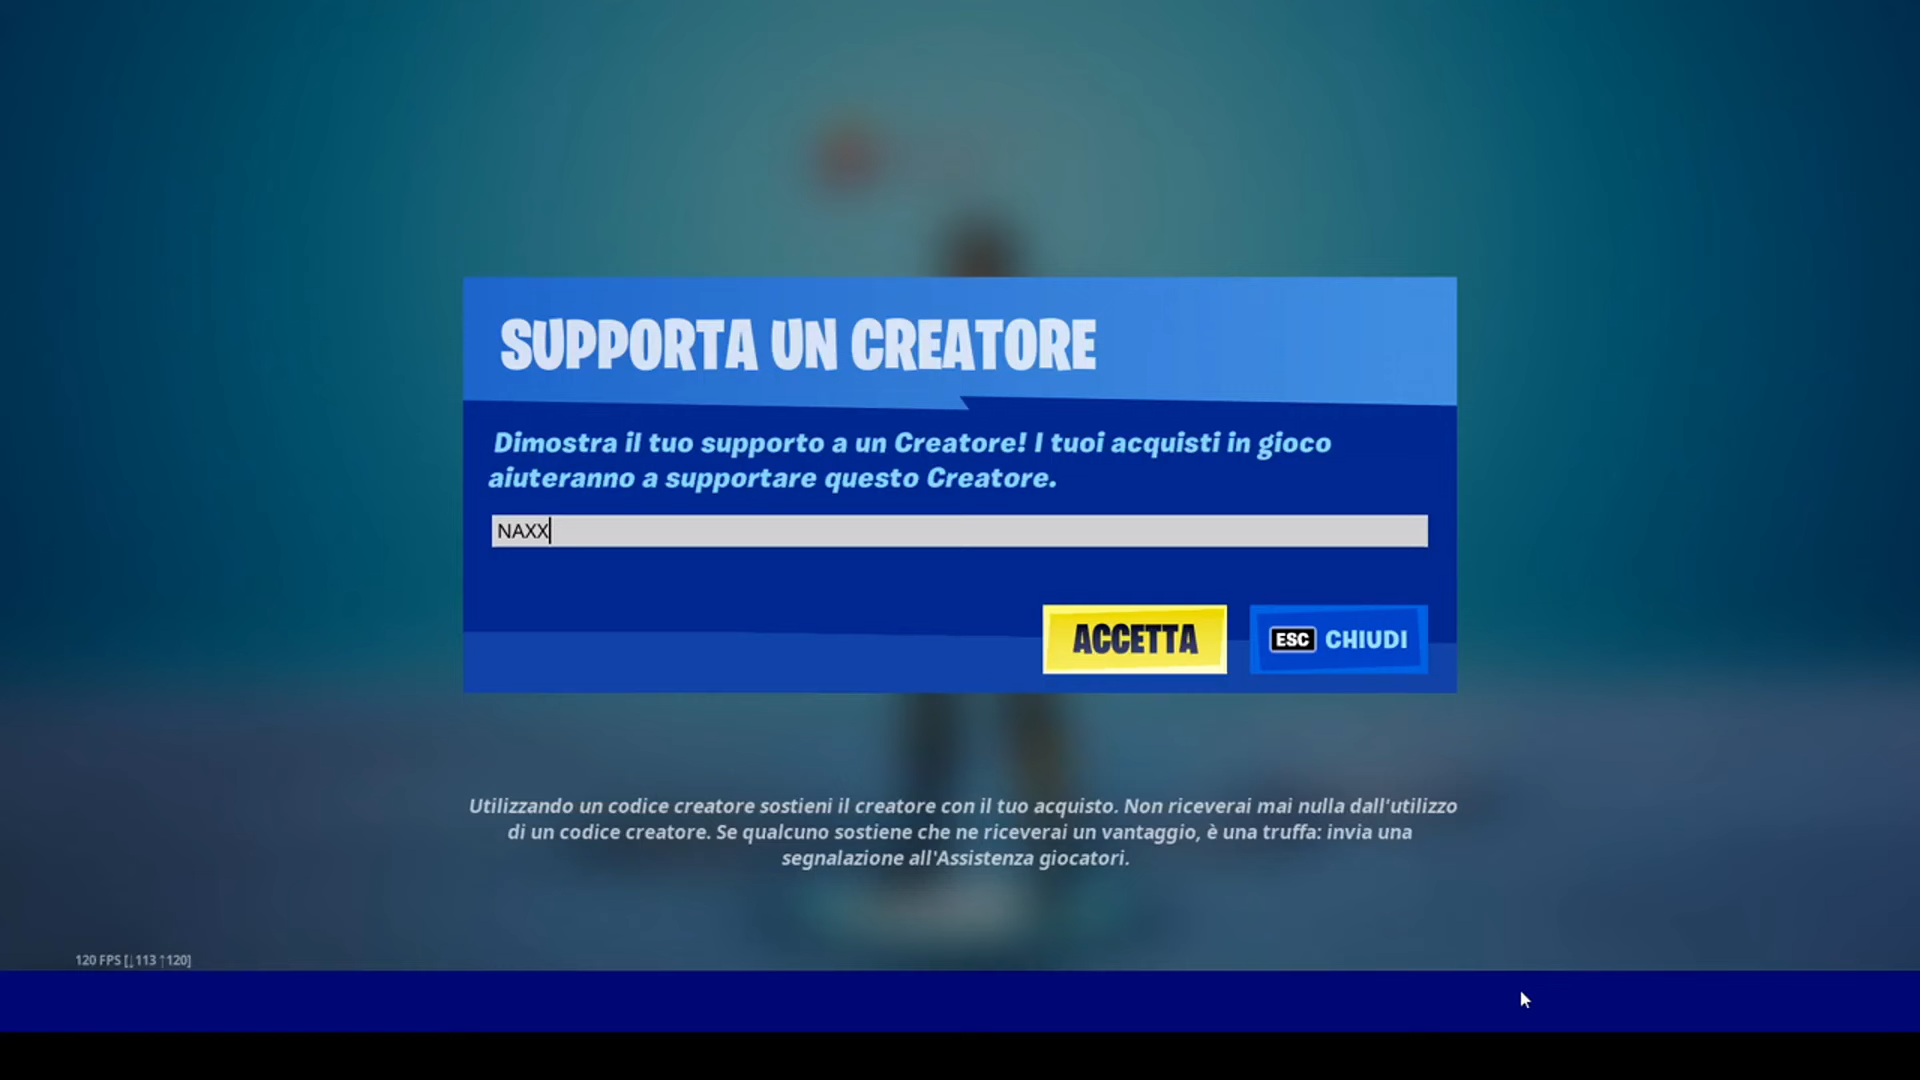 SUPPORTA UN CREATORE
Dimostra il tuo supporto a un Creatore! I tuoi acquisti in gioco
aiuteranno a supportare questo Creatore.
NAXX
ACCETTA
ESC CHIUDI
Utilizzando un codice creatore sostieni il creatore con il tuo acquisto. Non riceverai mai nulla dall'utilizzo
di un codice creatore. Se qualcuno sostiene che ne riceverai un vantaggio, è una truffa: invia una
segnalazione all'Assistenza giocatori.
120 FPS [↓113 ↑120]